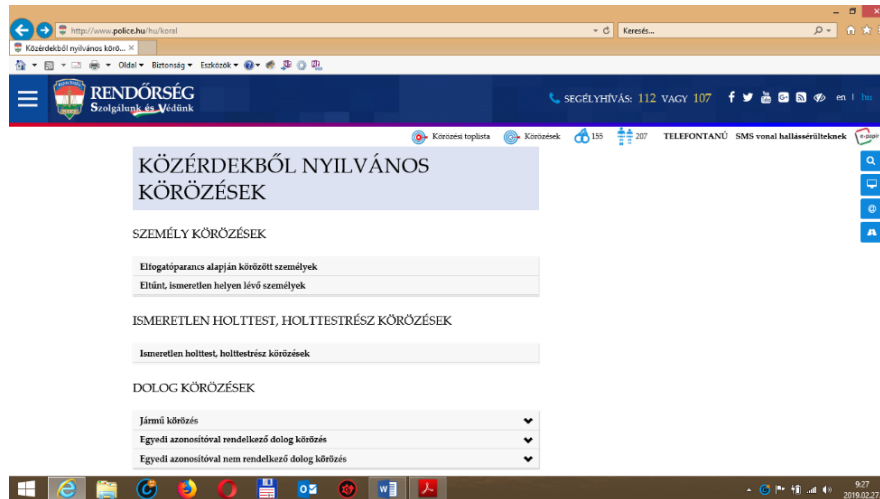 http://www.police.hu/hu/koral
Keresés...
Közérdekből nyilvános körö...
Oldal Biztonság Eszközök
RENDŐRSÉG
Szolgálunk és Védünk
SEGÉLYHÍVÁS: 112 VAGY 107
en | hu
Körözési toplista Körözések 155 207 TELEFONTANÚ SMS vonal hallássérülteknek e-papír
KÖZÉRDEKBŐL NYILVÁNOS
KÖRÖZÉSEK
SZEMÉLY KÖRÖZÉSEK
Elfogatóparancs alapján körözött személyek
Eltűnt, ismeretlen helyen lévő személyek
ISMERETLEN HOLTTEST, HOLTTESTRÉSZ KÖRÖZÉSEK
Ismeretlen holttest, holttestrész körözések
DOLOG KÖRÖZÉSEK
Jármű körözés
Egyedi azonosítóval rendelkező dolog körözés
Egyedi azonosítóval nem rendelkező dolog körözés
9:27
2019.02.27.